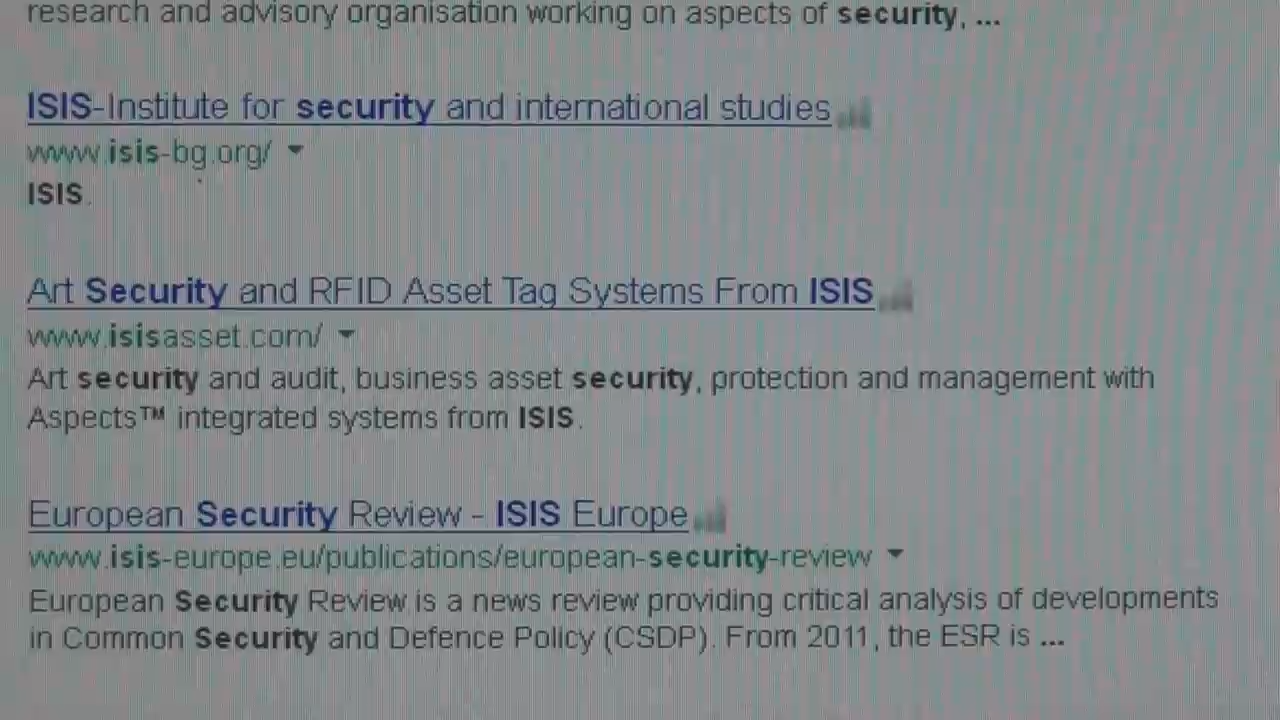 research and advisory organisation working on aspects of security, ...
ISIS-Institute for security and international studies
www.isis-bg.org/
ISIS.
Art Security and RFID Asset Tag Systems From ISIS
www.isisasset.com/
Art security and audit, business asset security, protection and management with
Aspects™ integrated systems from ISIS.
European Security Review - ISIS Europe
www.isis-europe.eu/publications/european-security-review
European Security Review is a news review providing critical analysis of developments
in Common Security and Defence Policy (CSDP). From 2011, the ESR is ...